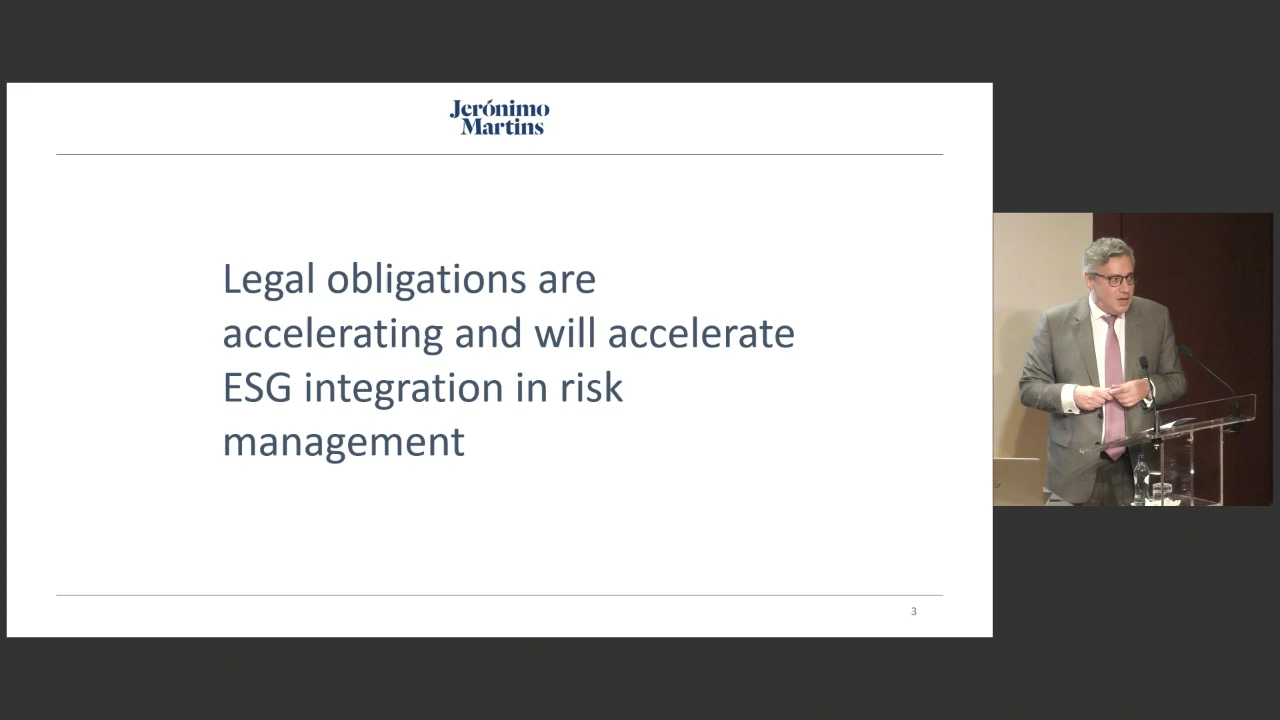 Jerónimo
Martins
Legal obligations are
accelerating and will accelerate
ESG integration in risk
management
3